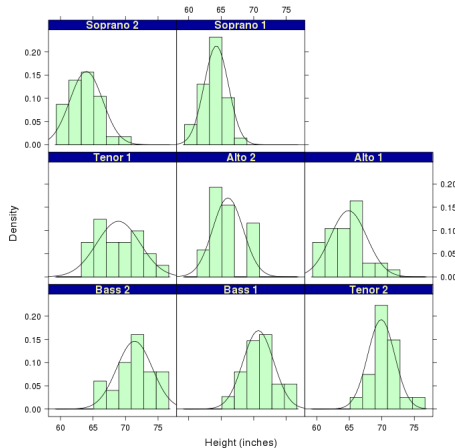 60 65 70 75
Soprano 2 Soprano 1
0.20
0.15
0.10
0.05
0.00
Tenor 1 Alto 2 Alto 1
0.20
0.15
0.10
0.05
0.00
Bass 2 Bass 1 Tenor 2
0.20
0.15
0.10
0.05
0.00
60 65 70 75 60 65 70 75
Density
Height (inches)